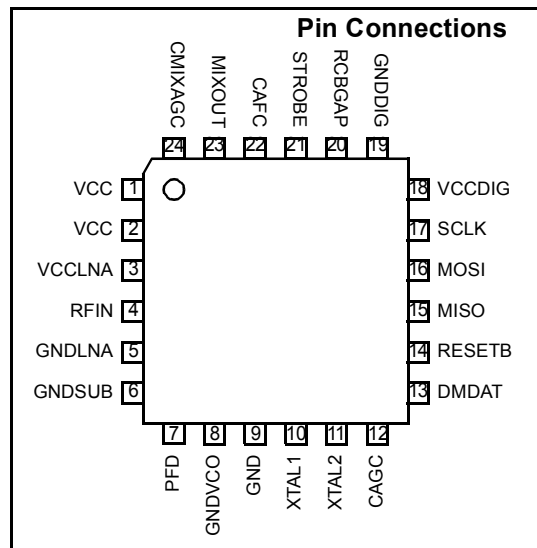 Pin Connections
CMIXAGC
MIXOUT
CAFC
STROBE
RCBGAP
GNDDIG
24
23
22
21
20
19
VCC 1
VCC 2
VCCLNA 3
RFIN 4
GNDLNA 5
GNDSUB 6
18 VCCDIG
17 SCLK
16 MOSI
15 MISO
14 RESETB
13 DMDAT
7
8
9
10
11
12
PFD
GNDVCO
GND
XTAL1
XTAL2
CAGC